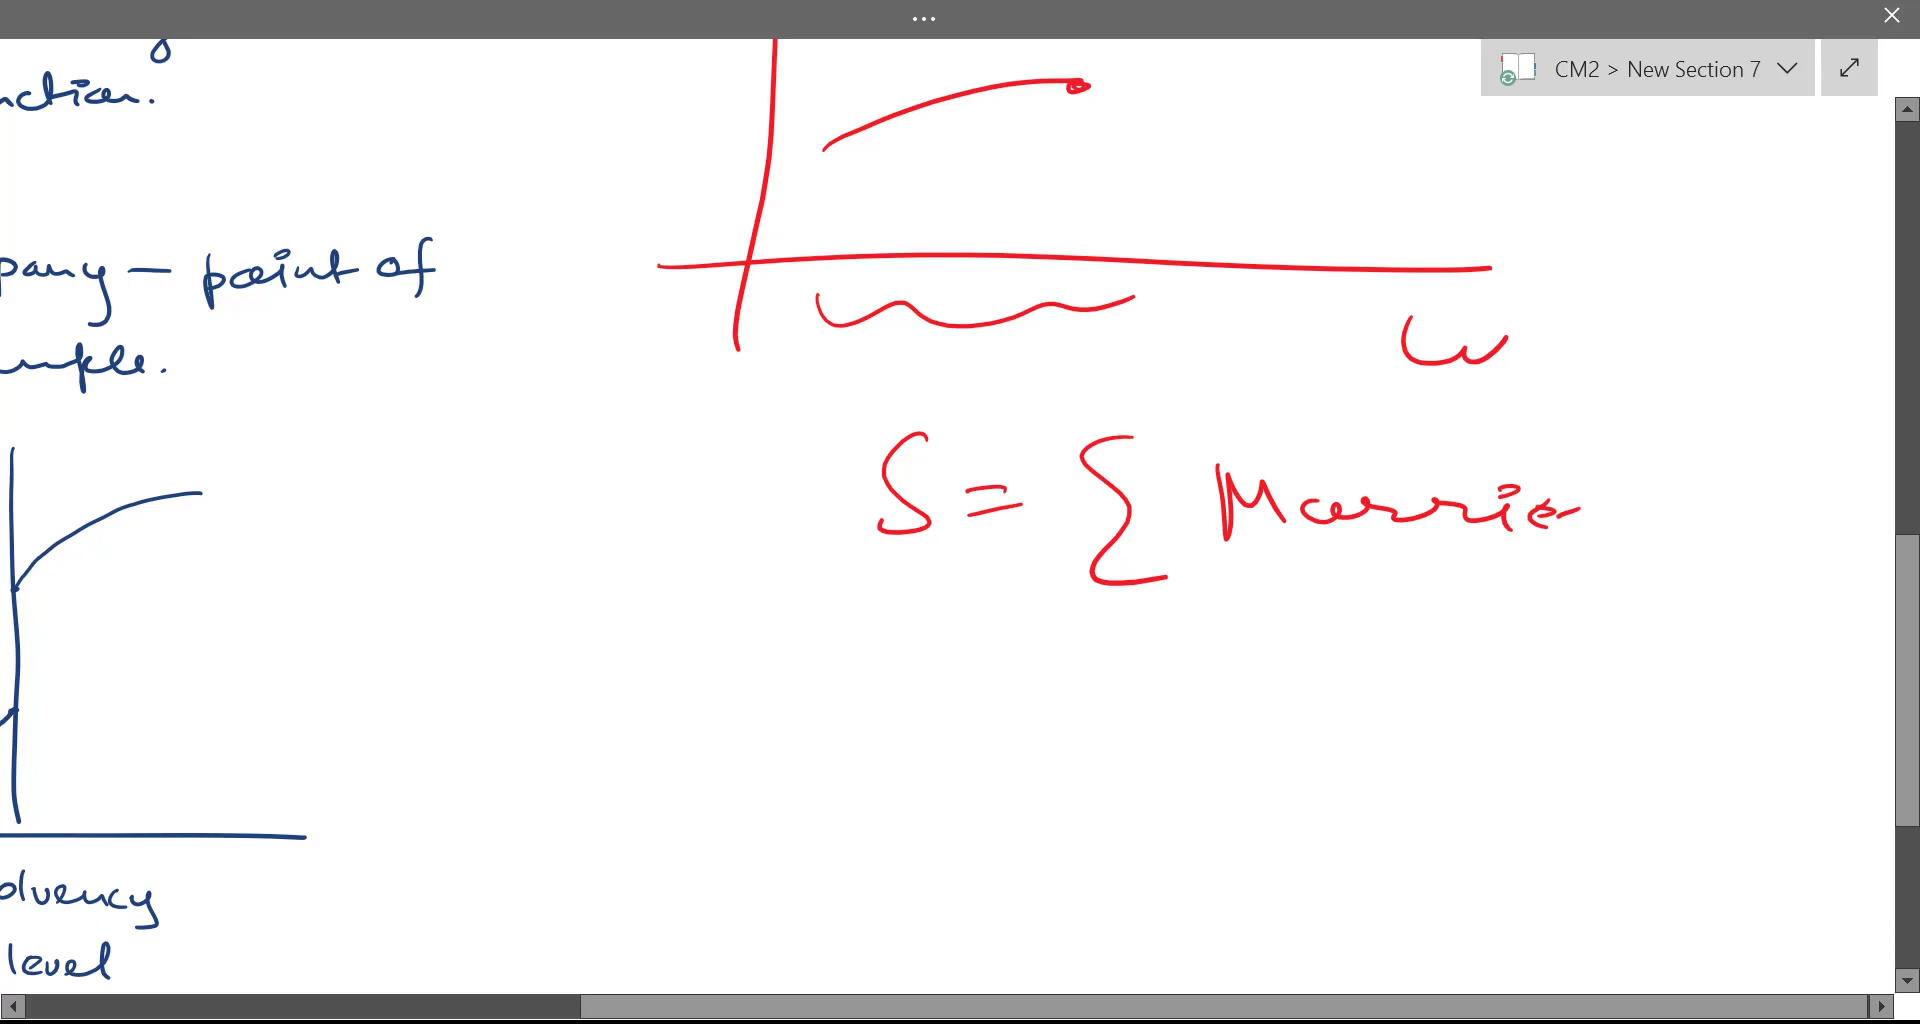 CM2 > New Section 7
nction.
pany — point of
mple.
W
S = { Marrie
olvency
level